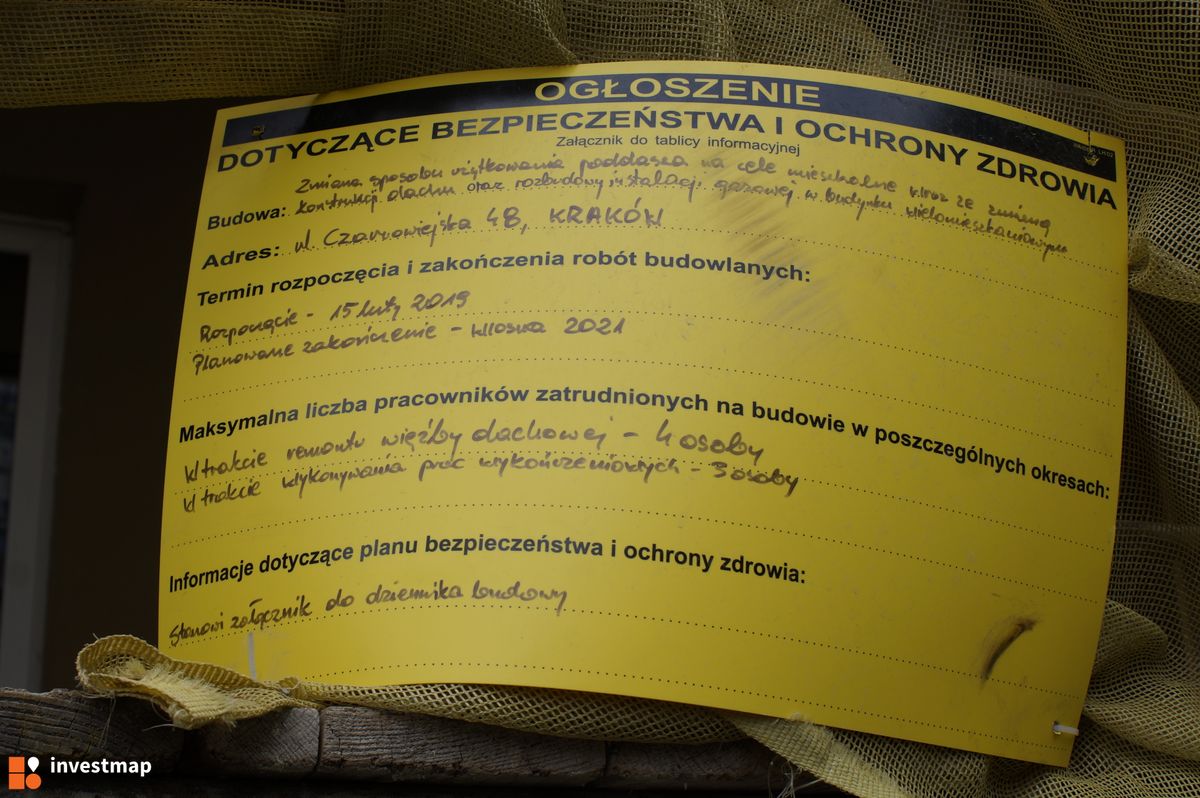 OGŁOSZENIE
DOTYCZĄCE BEZPIECZEŃSTWA I OCHRONY ZDROWIA
Załącznik do tablicy informacyjnej
Budowa: Zmiana sposobu użytkowania poddasza na cele mieszkalne wraz ze zmianą
konstrukcji dachu oraz rozbudowy instalacji gazowej w budynku wielomieszkaniowym
Adres: ul. Czarnowiejska 4B, KRAKÓW
Termin rozpoczęcia i zakończenia robót budowlanych:
Rozpoczęcie - 15 luty 2019
Planowane zakończenie - wiosna 2021
Maksymalna liczba pracowników zatrudnionych na budowie w poszczególnych okresach:
W trakcie remontu więźby dachowej - 4 osoby
W trakcie wykonywania prac wykończeniowych - 3 osoby
Informacje dotyczące planu bezpieczeństwa i ochrony zdrowia:
Stanowi załącznik do dziennika budowy
investmap